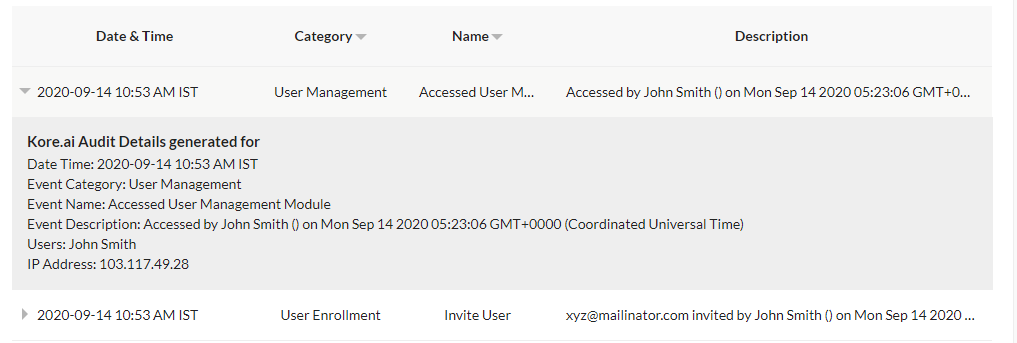 Date & Time Category Name Description
2020-09-14 10:53 AM IST User Management Accessed User M... Accessed by John Smith () on Mon Sep 14 2020 05:23:06 GMT+0...
Kore.ai Audit Details generated for
Date Time: 2020-09-14 10:53 AM IST
Event Category: User Management
Event Name: Accessed User Management Module
Event Description: Accessed by John Smith () on Mon Sep 14 2020 05:23:06 GMT+0000 (Coordinated Universal Time)
Users: John Smith
IP Address: 103.117.49.28
2020-09-14 10:53 AM IST User Enrollment Invite User xyz@mailinator.com invited by John Smith () on Mon Sep 14 2020 ...